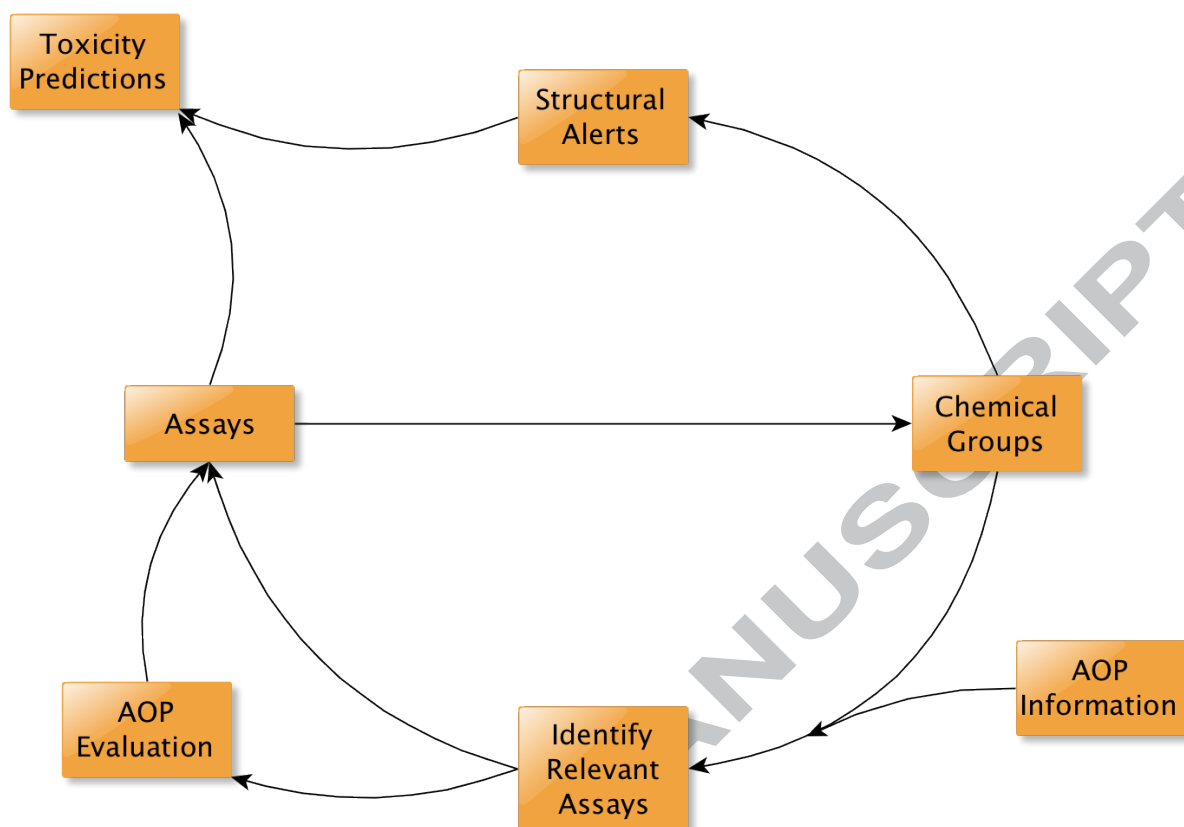 Toxicity
Predictions
Structural
Alerts
Assays
Chemical
Groups
AOP
Evaluation
Identify
Relevant
Assays
AOP
Information
ANUSCRIPT